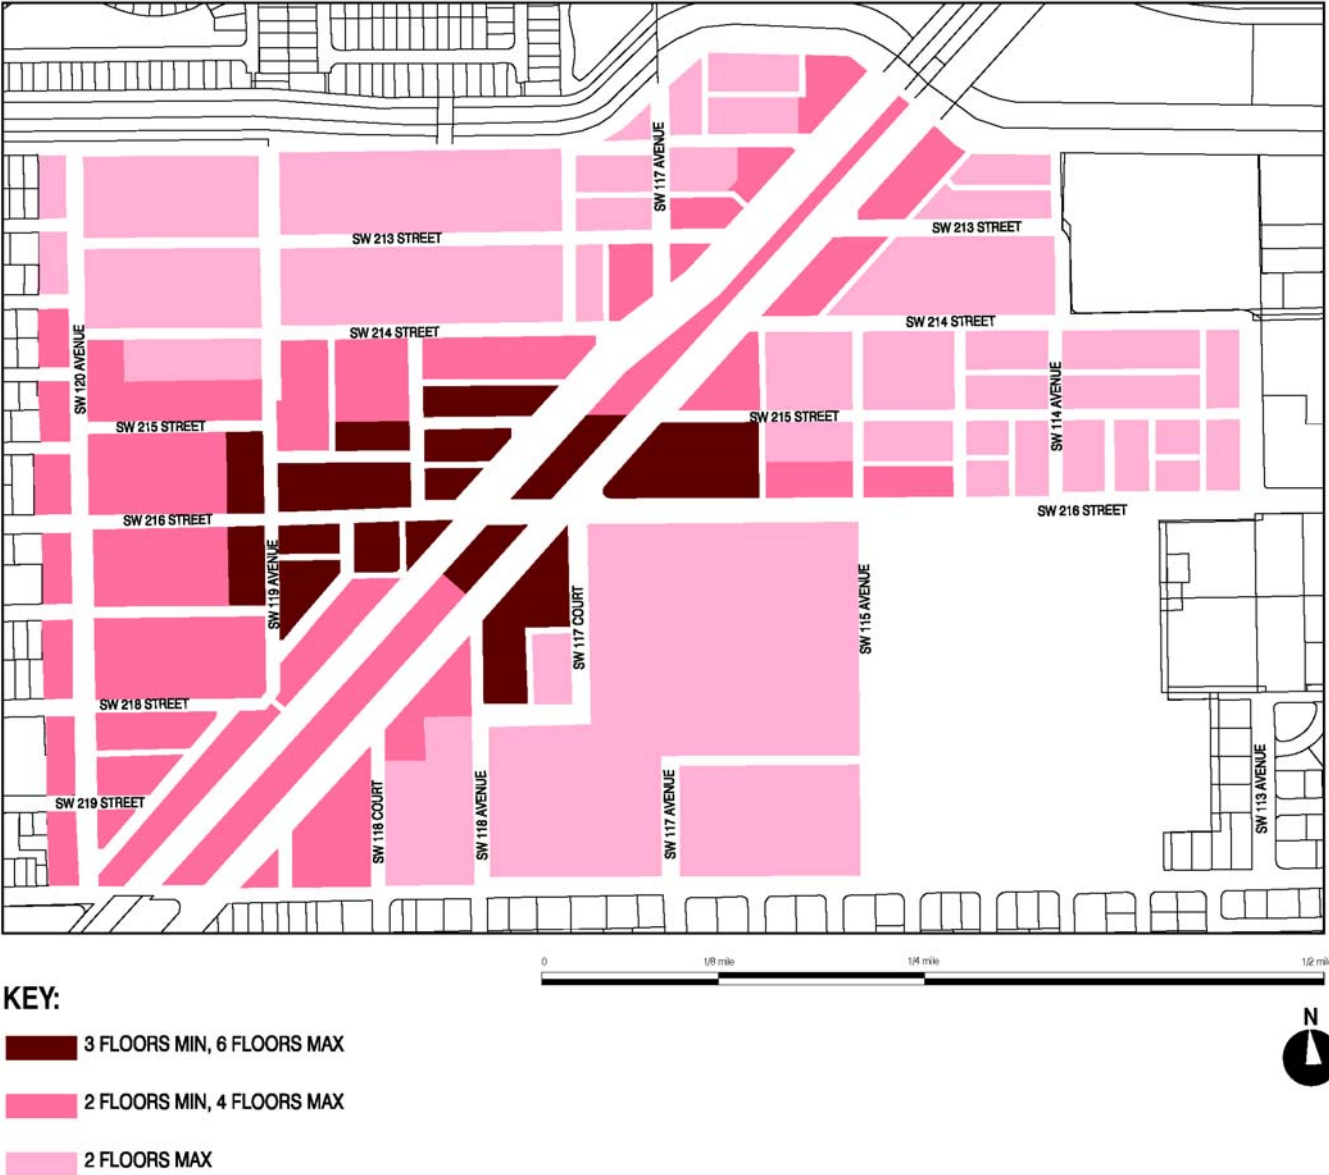 SW 117 AVENUE
SW 213 STREET
SW 213 STREET
SW 214 STREET
SW 214 STREET
SW 120 AVENUE
SW 114 AVENUE
SW 215 STREET
SW 215 STREET
SW 216 STREET
SW 216 STREET
SW 119 AVENUE
SW 117 COURT
SW 115 AVENUE
SW 218 STREET
SW 219 STREET
SW 118 COURT
SW 118 AVENUE
SW 117 AVENUE
SW 113 AVENUE
0 1/8 mile 1/4 mile 1/2 mil
KEY:
N
3 FLOORS MIN, 6 FLOORS MAX
2 FLOORS MIN, 4 FLOORS MAX
2 FLOORS MAX